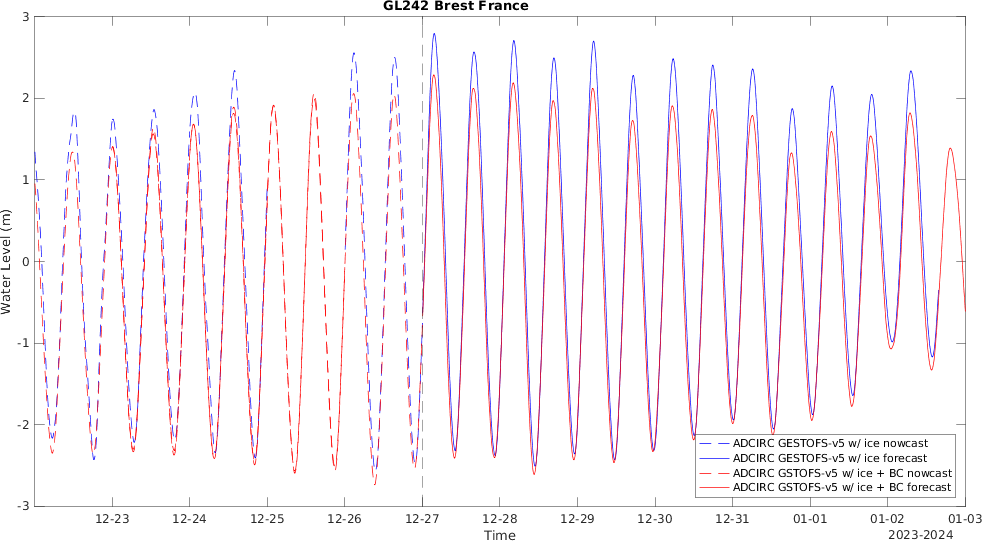 GL242 Brest France
3
2
1
0
-1
-2
-3
Water Level (m)
ADCIRC GESTOFS-v5 w/ ice nowcast
ADCIRC GESTOFS-v5 w/ ice forecast
ADCIRC GSTOFS-v5 w/ ice + BC nowcast
ADCIRC GSTOFS-v5 w/ ice + BC forecast
12-23 12-24 12-25 12-26 12-27 12-28 12-29 12-30 12-31 01-01 01-02 01-03
Time
2023-2024